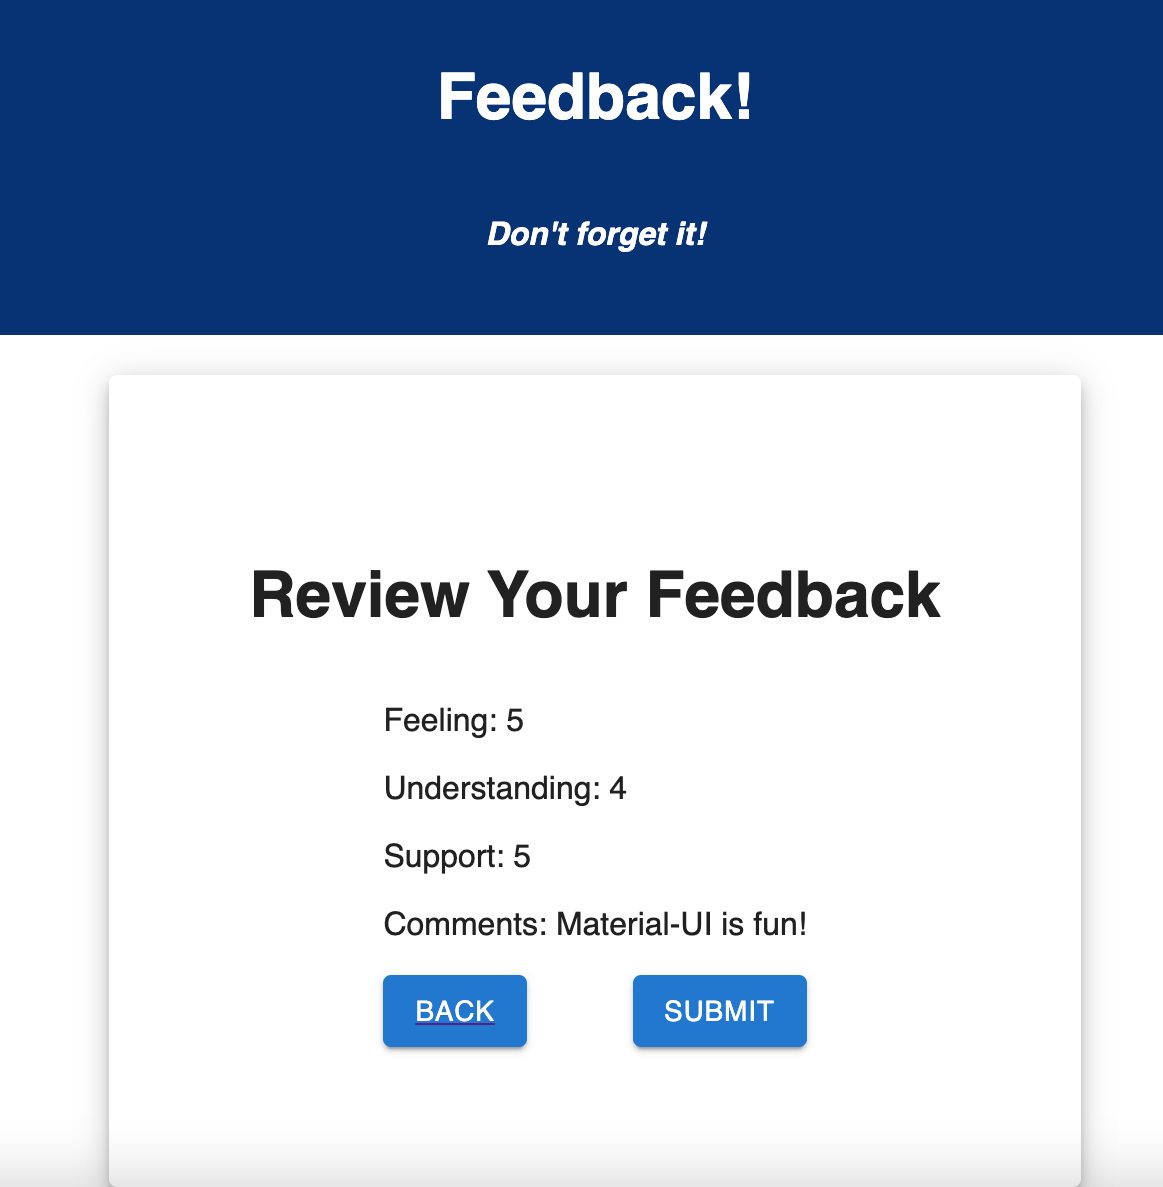 Feedback!
Don't forget it!
Review Your Feedback
Feeling: 5
Understanding: 4
Support: 5
Comments: Material-UI is fun!
BACK
SUBMIT